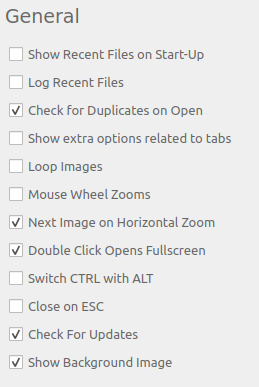 General
Show Recent Files on Start-Up
Log Recent Files
Check for Duplicates on Open
Show extra options related to tabs
Loop Images
Mouse Wheel Zooms
Next Image on Horizontal Zoom
Double Click Opens Fullscreen
Switch CTRL with ALT
Close on ESC
Check For Updates
Show Background Image